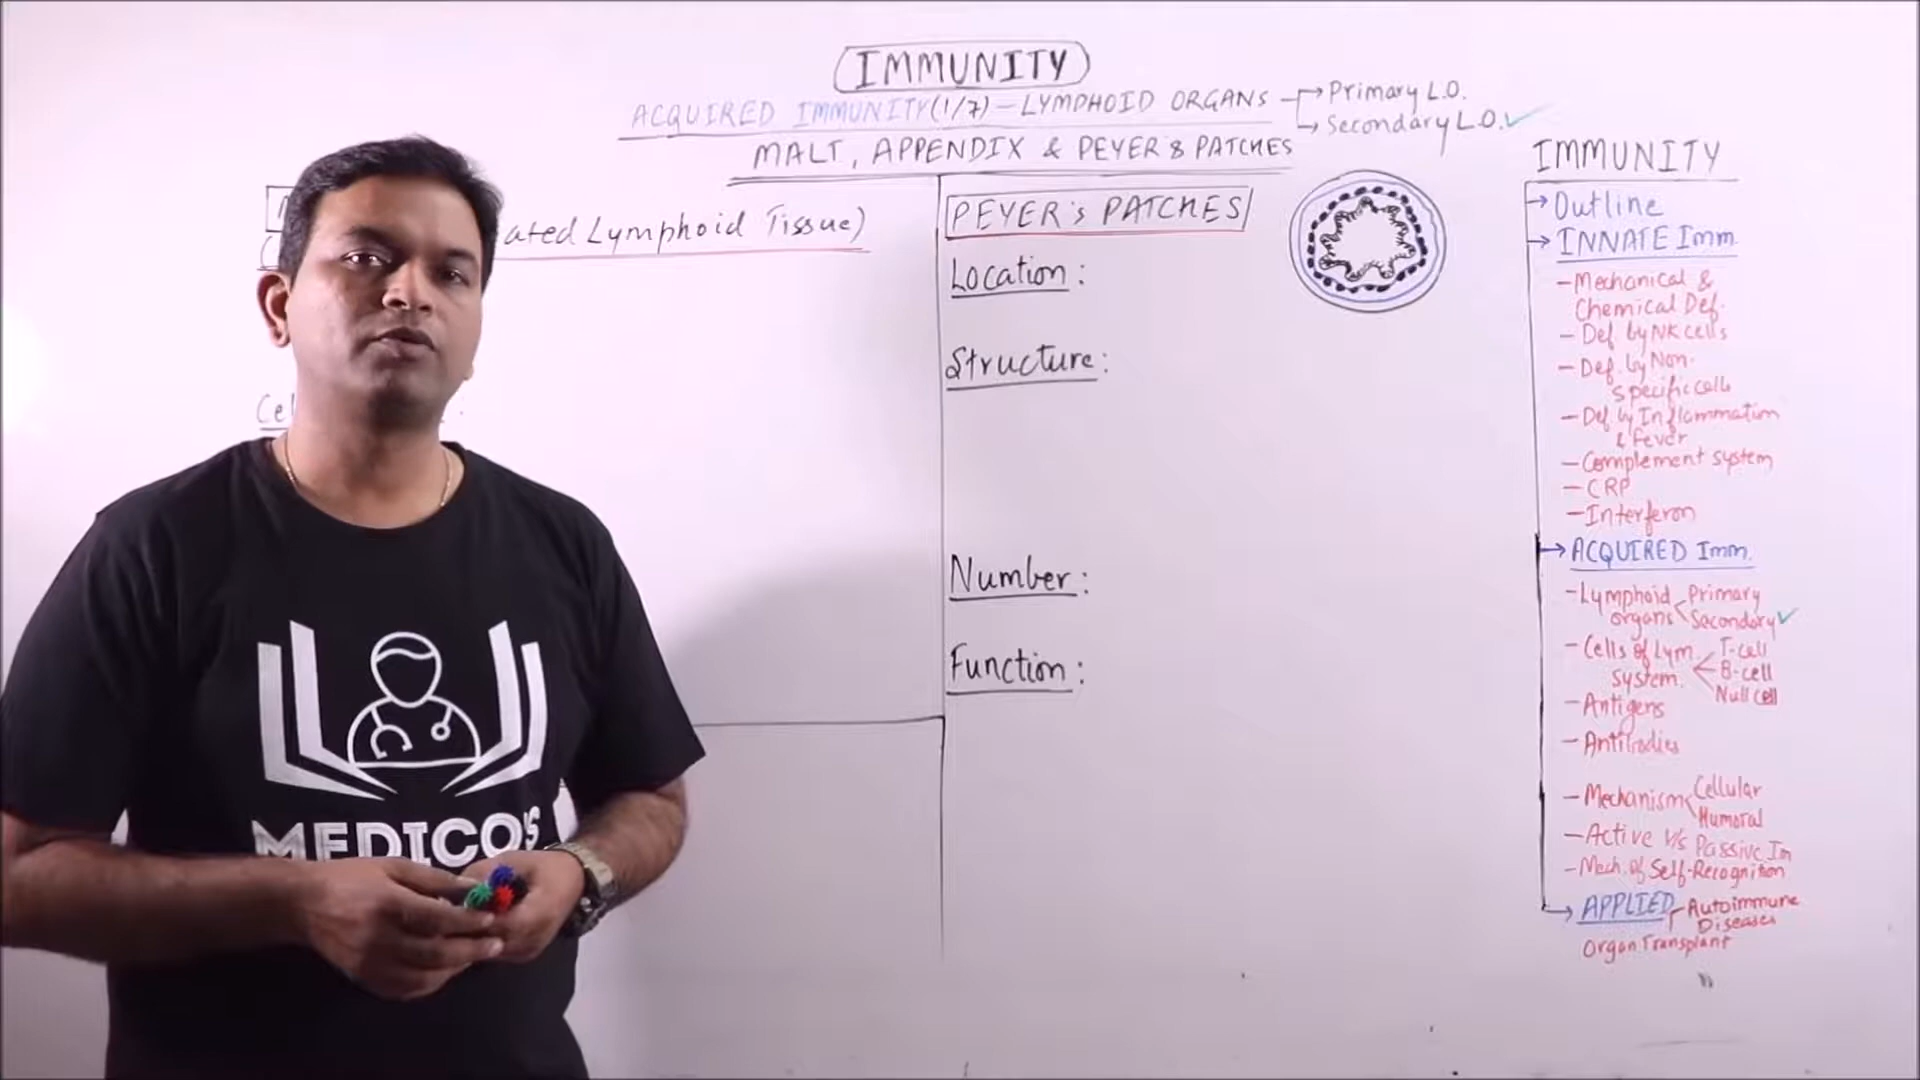 IMMUNITY
ACQUIRED IMMUNITY(1/7) – LYMPHOID ORGANS
→ Primary L.O.
→ Secondary L.O. ✓
MALT, APPENDIX & PEYER'S PATCHES
ated Lymphoid Tissue)
Cel
:
MEDICO'S
PEYER's PATCHES
Location:
Structure:
Number:
Function:
IMMUNITY
→ Outline
→ INNATE Imm.
– Mechanical &
Chemical Def.
– Def. by NK cells
– Def. by Non-
specific cells
– Def. by Inflammation
& fever
– Complement system
– CRP
– Interferon
→ ACQUIRED Imm.
– Lymphoid organs
Primary
Secondary ✓
– Cells of Lym. system.
T-cell
B-cell
Null cell
– Antigens
– Antibodies
– Mechanism
Cellular
Humoral
– Active v/s Passive Im
– Mech. of Self-Recognition
→ APPLIED
Autoimmune
Diseases
Organ Transplant